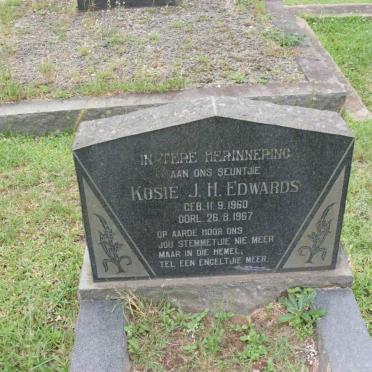 IN TERE HERINNERING
AAN ONS SEUNTJIE
KOSIE J. H. EDWARDS
GEB. 11. 9. 1960
OORL. 26. 8. 1967
OP AARDE HOOR ONS
JOU STEMMETJIE NIE MEER
MAAR IN DIE HEMEL,
TEL EEN ENGELTJIE MEER.